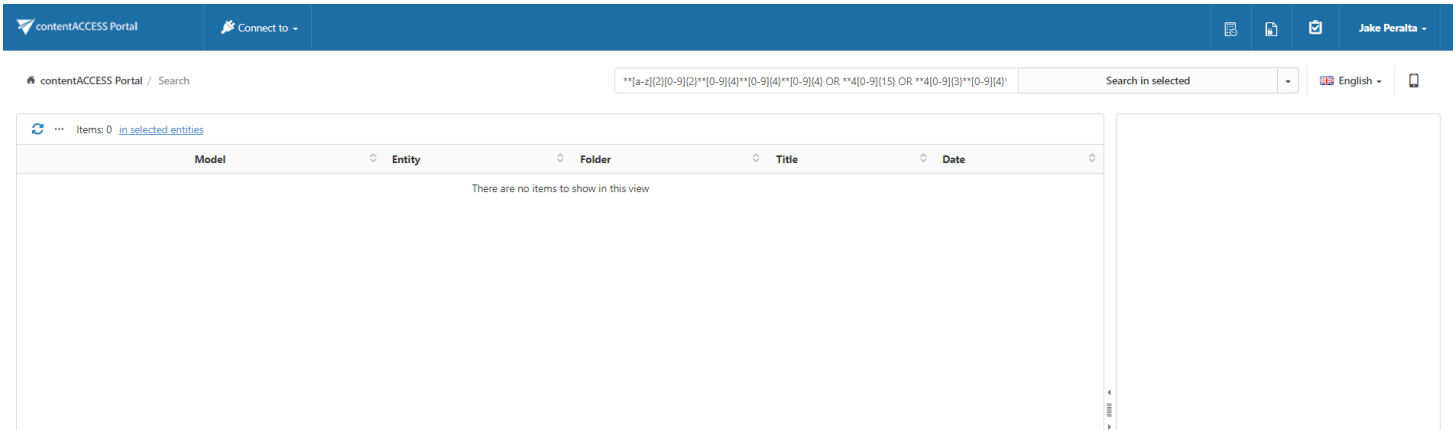 contentACCESS Portal
Connect to
Jake Peralta
contentACCESS Portal / Search
**[a-z]{2}[0-9]{2}**[0-9]{4}**[0-9]{4}**[0-9]{4} OR **4[0-9]{15} OR **4[0-9]{3}**[0-9]{4}*
Search in selected
English
Items: 0 in selected entities
Model Entity Folder Title Date
There are no items to show in this view